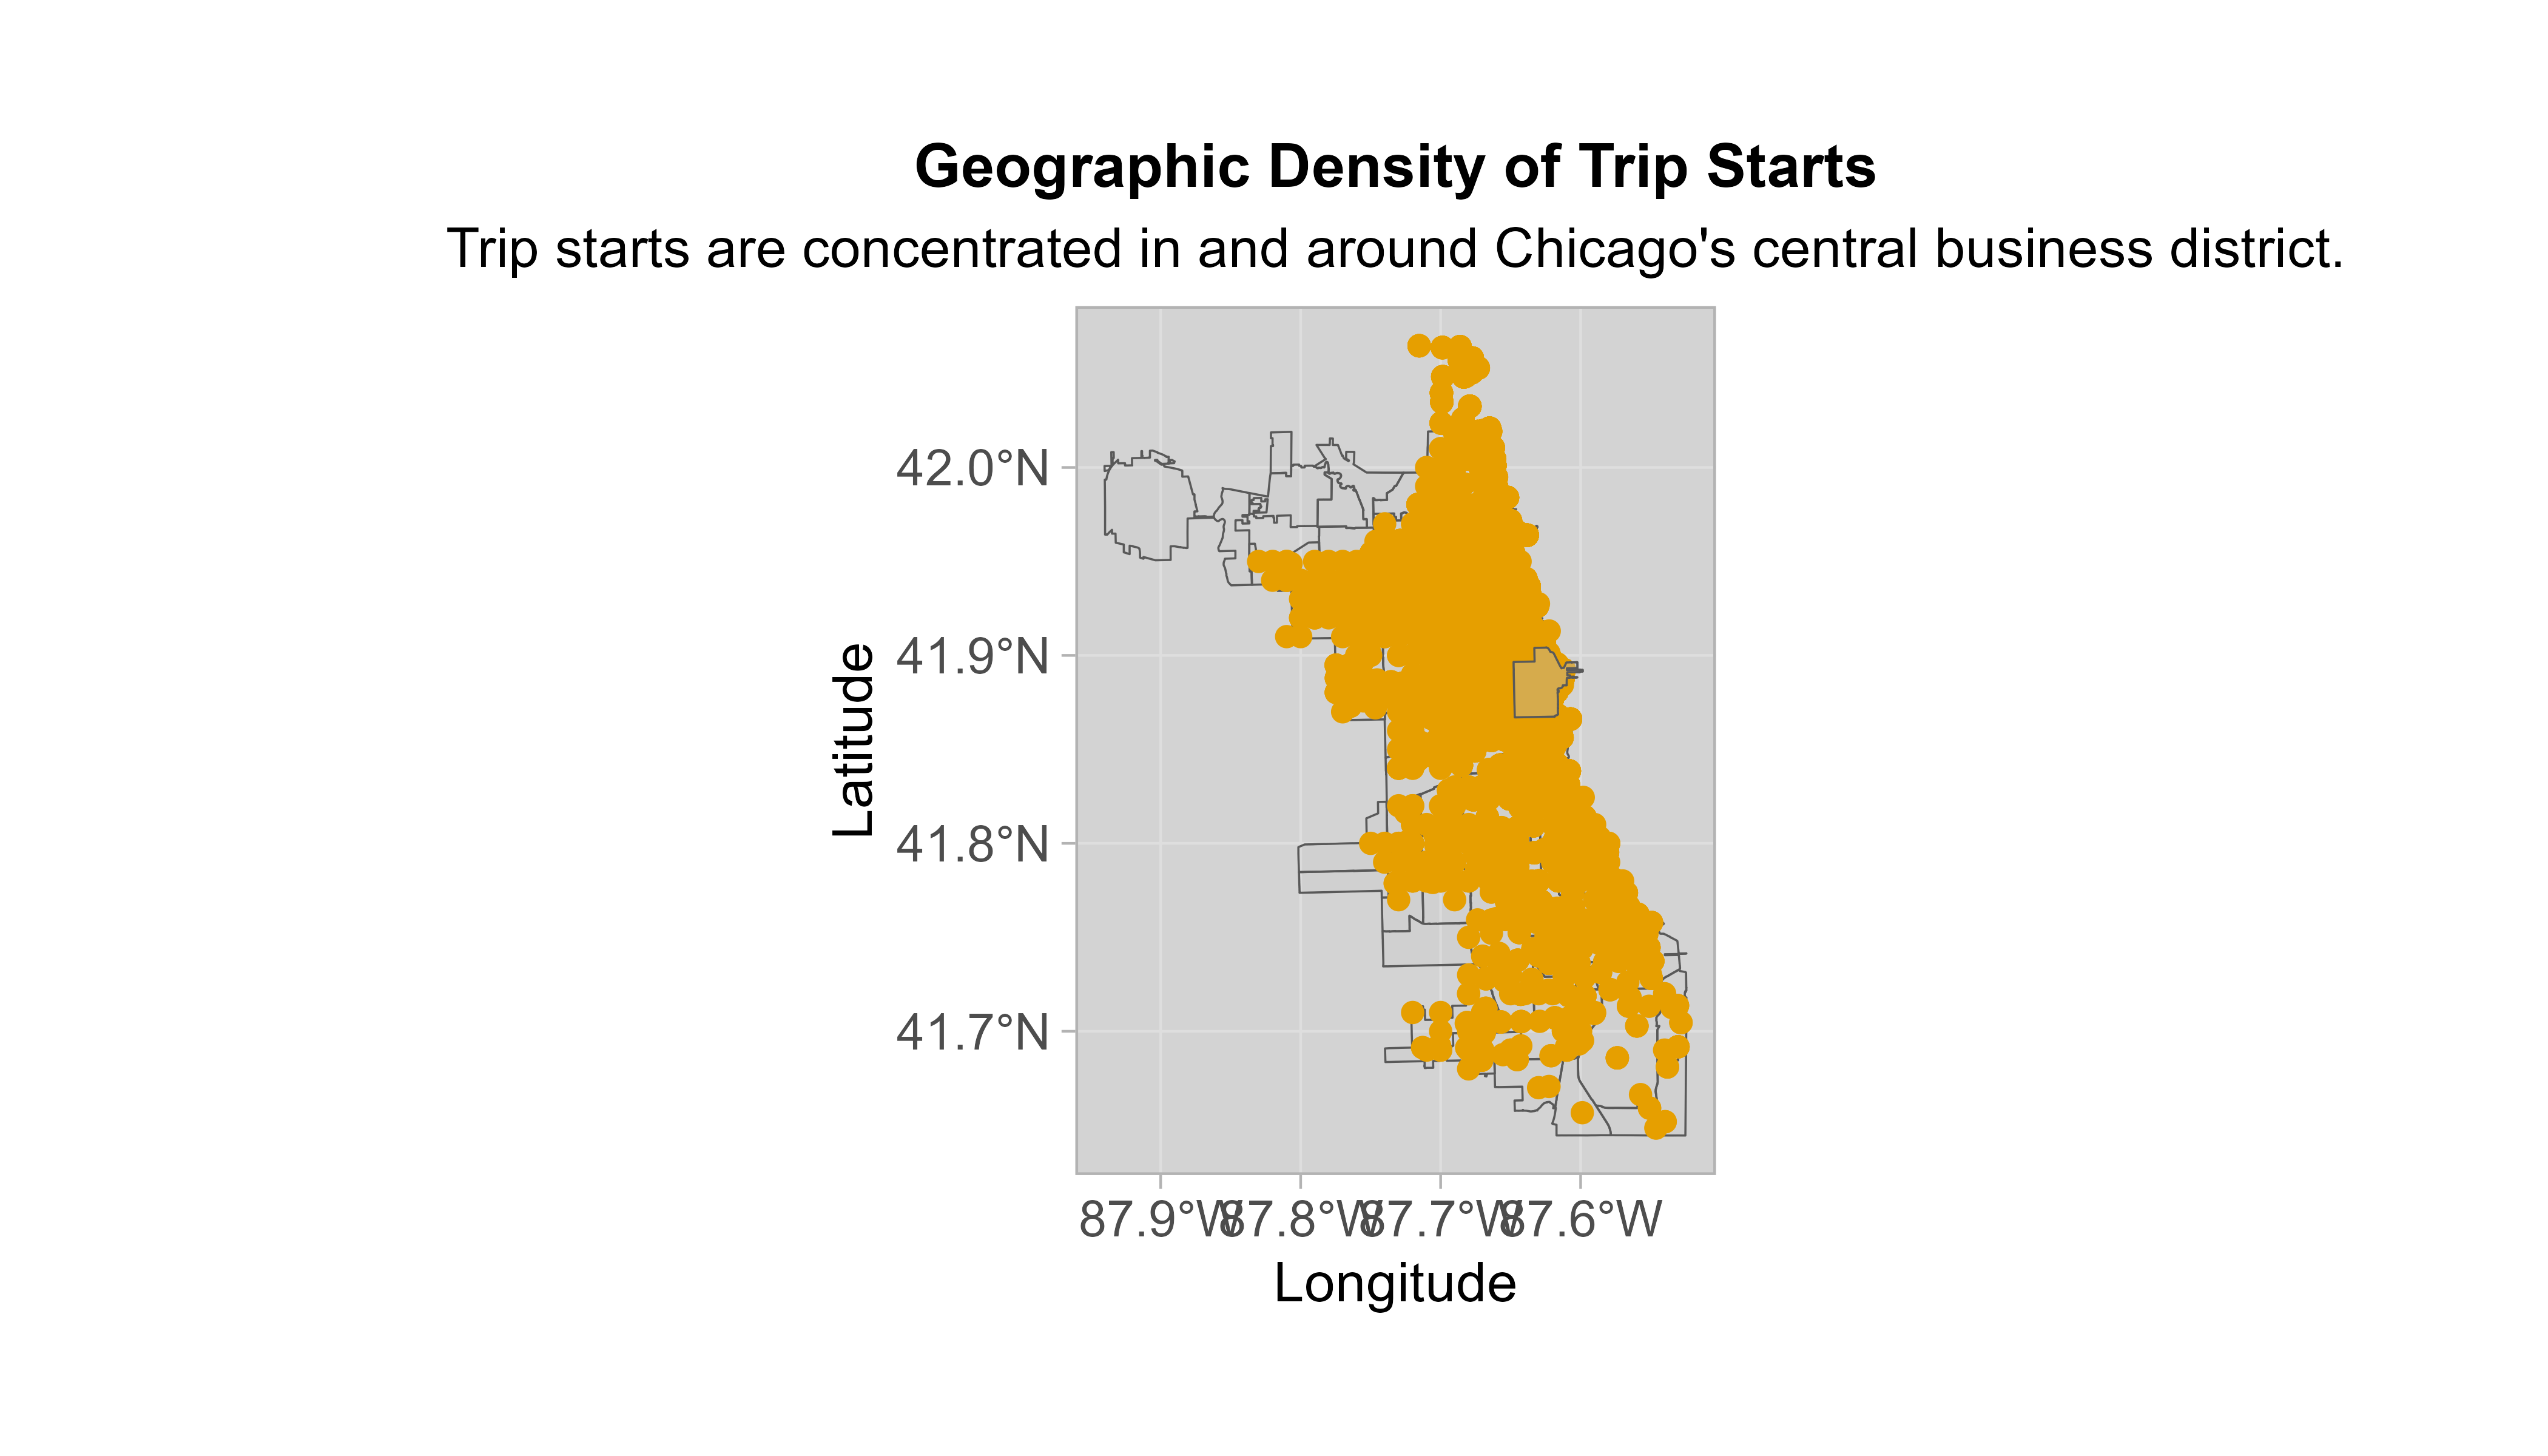 Geographic Density of Trip Starts
Trip starts are concentrated in and around Chicago's central business district.
42.0°N
41.9°N
41.8°N
41.7°N
Latitude
87.9°W 87.8°W 87.7°W 87.6°W
Longitude